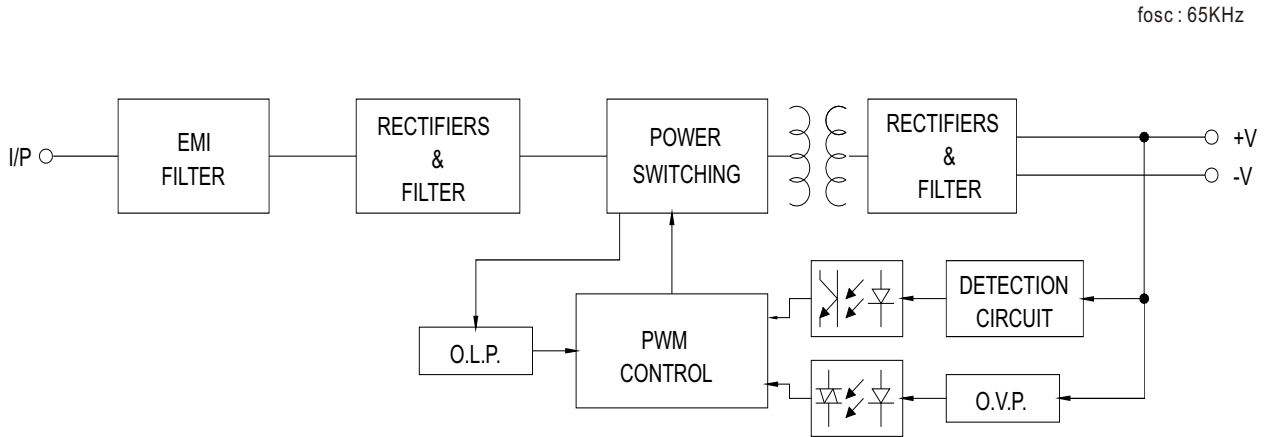 fosc : 65KHz
I/P
EMI
FILTER
RECTIFIERS
&
FILTER
POWER
SWITCHING
RECTIFIERS
&
FILTER
+V
-V
O.L.P.
PWM
CONTROL
DETECTION
CIRCUIT
O.V.P.